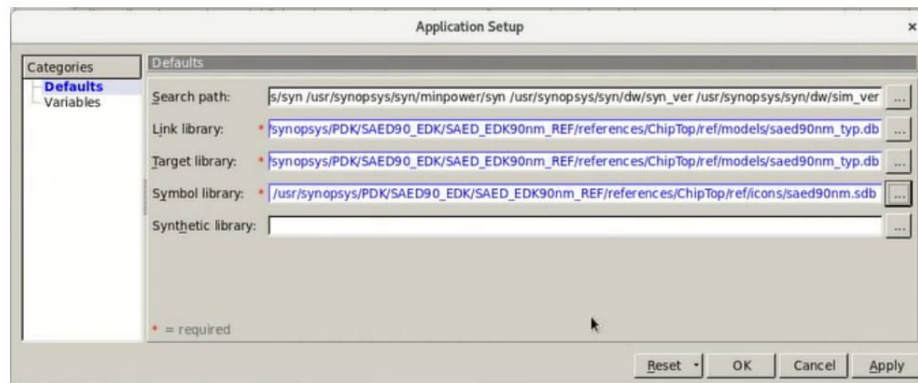 Application Setup
×
Categories
Defaults
Variables
Defaults
Search path: s/syn /usr/synopsys/syn/minpower/syn /usr/synopsys/syn/dw/syn_ver /usr/synopsys/syn/dw/sim_ver ...
Link library: * /synopsys/PDK/SAED90_EDK/SAED_EDK90nm_REF/references/ChipTop/ref/models/saed90nm_typ.db ...
Target library: * /synopsys/PDK/SAED90_EDK/SAED_EDK90nm_REF/references/ChipTop/ref/models/saed90nm_typ.db ...
Symbol library: * /usr/synopsys/PDK/SAED90_EDK/SAED_EDK90nm_REF/references/ChipTop/ref/icons/saed90nm.sdb ...
Synthetic library: ...
* = required
Reset OK Cancel Apply